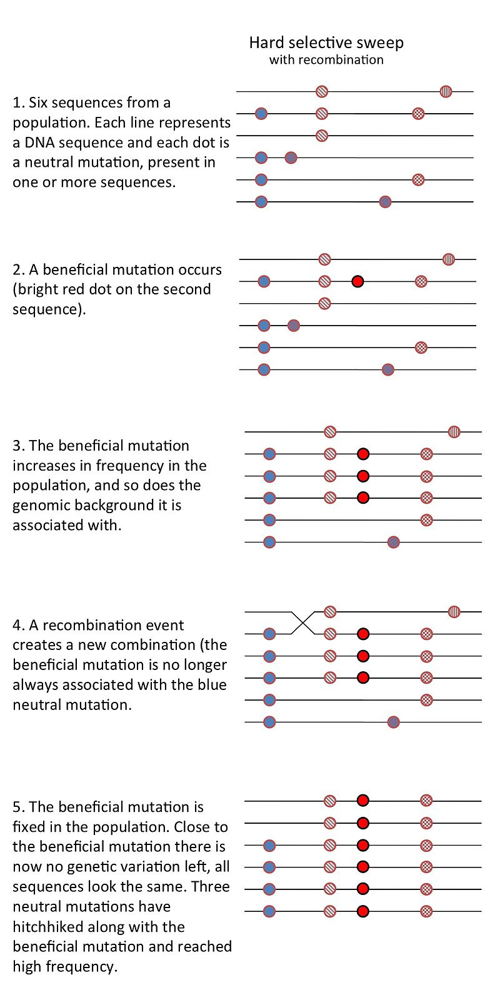 Hard selective sweep
with recombination
1. Six sequences from a
population. Each line represents
a DNA sequence and each dot is
a neutral mutation, present in
one or more sequences.
2. A beneficial mutation occurs
(bright red dot on the second
sequence).
3. The beneficial mutation
increases in frequency in the
population, and so does the
genomic background it is
associated with.
4. A recombination event
creates a new combination (the
beneficial mutation is no longer
always associated with the blue
neutral mutation.
5. The beneficial mutation is
fixed in the population. Close to
the beneficial mutation there is
now no genetic variation left, all
sequences look the same. Three
neutral mutations have
hitchhiked along with the
beneficial mutation and reached
high frequency.